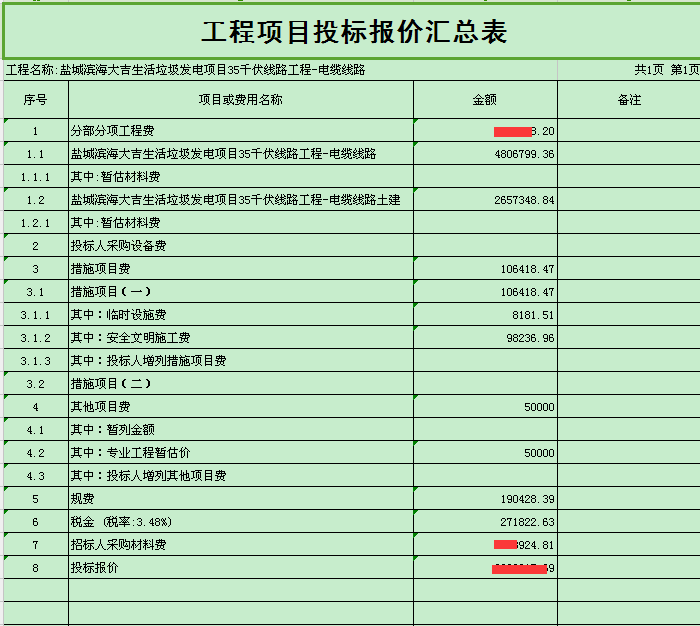 工程项目投标报价汇总表
工程名称:盐城滨海大吉生活垃圾发电项目35千伏线路工程-电缆线路 共1页 第1页
序号 项目或费用名称 金额 备注
1 分部分项工程费 8.20
1.1 盐城滨海大吉生活垃圾发电项目35千伏线路工程-电缆线路 4806799.36
1.1.1 其中:暂估材料费
1.2 盐城滨海大吉生活垃圾发电项目35千伏线路工程-电缆线路土建 2657348.84
1.2.1 其中:暂估材料费
2 投标人采购设备费
3 措施项目费 106418.47
3.1 措施项目(一) 106418.47
3.1.1 其中：临时设施费 8181.51
3.1.2 其中：安全文明施工费 98236.96
3.1.3 其中：投标人增列措施项目费
3.2 措施项目(二)
4 其他项目费 50000
4.1 其中：暂列金额
4.2 其中：专业工程暂估价 50000
4.3 其中：投标人增列其他项目费
5 规费 190428.39
6 税金 (税率:3.48%) 271822.63
7 招标人采购材料费 924.81
8 投标报价 9